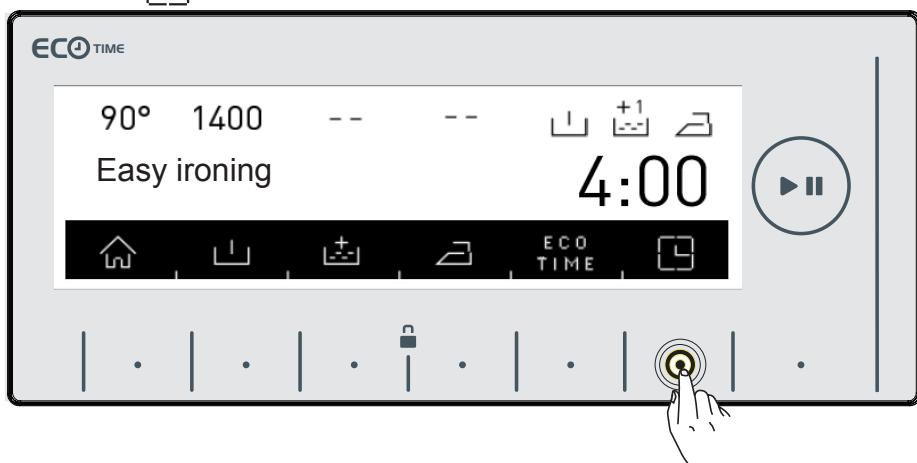 ECO TIME
90° 1400 -- --
+1
Easy ironing
4:00
ECO
TIME